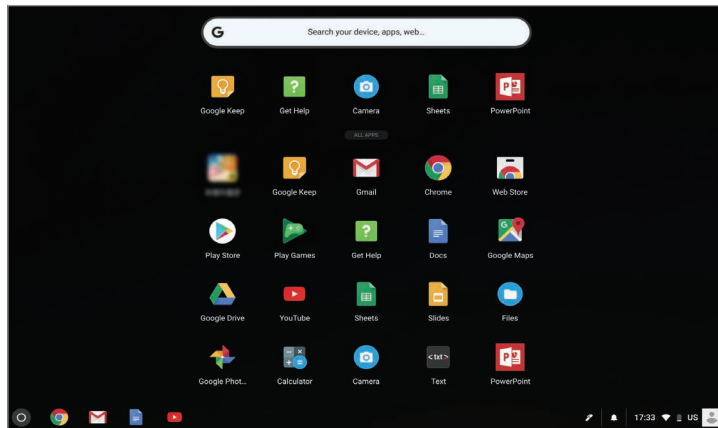 G Search your device, apps, web...
Google Keep Get Help Camera Sheets PowerPoint
ALL APPS
Google Keep Gmail Chrome Web Store
Play Store Play Games Get Help Docs Google Maps
Google Drive YouTube Sheets Slides Files
<txt>
Google Phot... Calculator Camera Text PowerPoint
17:33 US